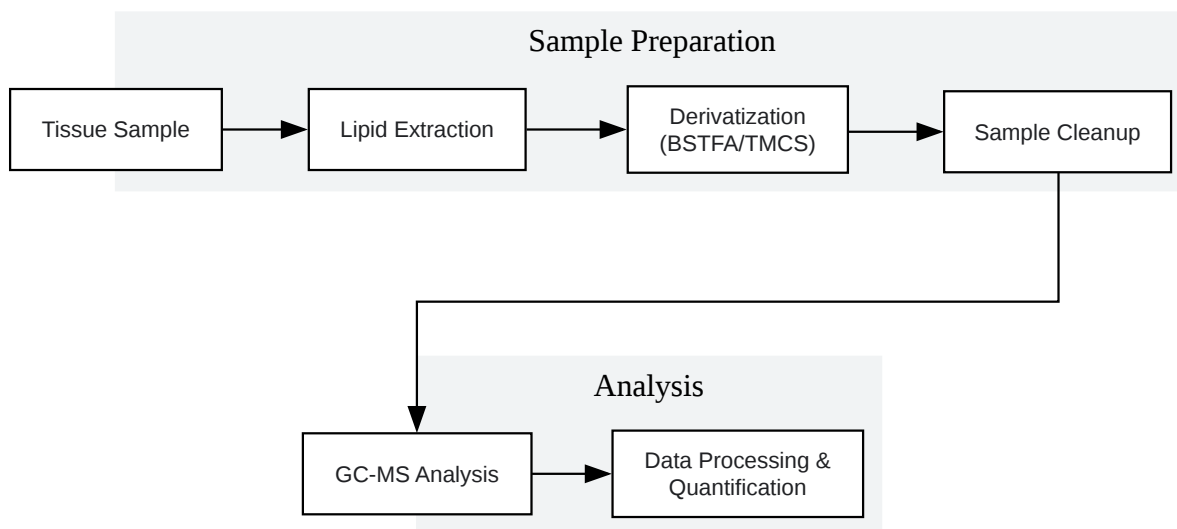 Sample Preparation
Tissue Sample
Lipid Extraction
Derivatization
(BSTFA/TMCS)
Sample Cleanup
Analysis
GC-MS Analysis
Data Processing &
Quantification